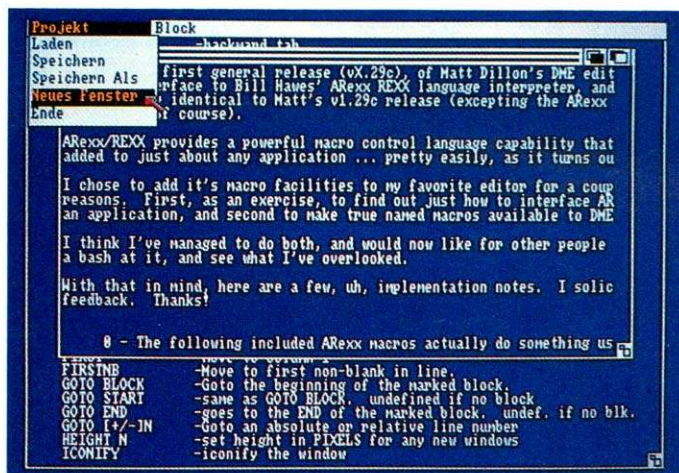 Projekt Block
Laden
-backward tab
Speichern
Speichern Als
Neues Fenster
Ende
first general release (vX.29c), of Matt Dillon's DME edit
erface to Bill Hawes' ARexx REXX language interpreter, and
identical to Matt's v1.29c release (excepting the ARexx
f course).
ARexx/REXX provides a powerful macro control language capability that
added to just about any application ... pretty easily, as it turns ou
I chose to add it's macro facilities to my favorite editor for a coup
reasons. First, as an exercise, to find out just how to interface AR
an application, and second to make true named macros available to DME
I think I've managed to do both, and would now like for other people
a bash at it, and see what I've overlooked.
With that in mind, here are a few, uh, implementation notes. I solic
feedback. Thanks!
0 - The following included ARexx macros actually do something us
FIRSTNB -Move to first non-blank in line.
GOTO BLOCK -Goto the beginning of the marked block.
GOTO START -same as GOTO BLOCK. undefined if no block
GOTO END -goes to the END of the marked block. undef. if no blk.
GOTO [+/-]N -Goto an absolute or relative line number
HEIGHT N -set height in PIXELS for any new windows
ICONIFY -iconify the window